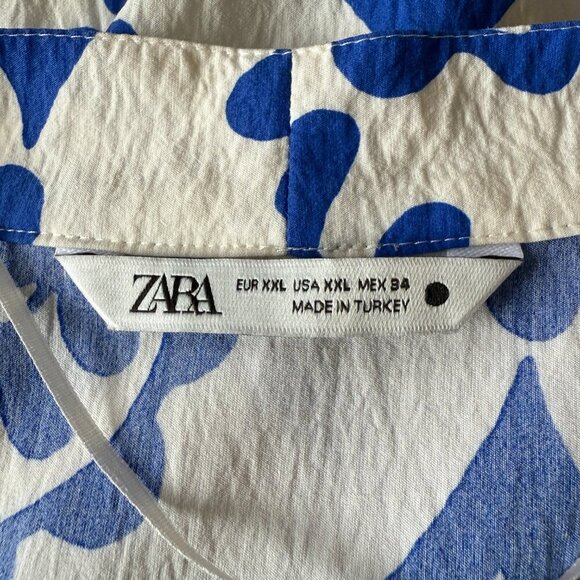 ZARA
EUR XXL USA XXL MEX 34
MADE IN TURKEY